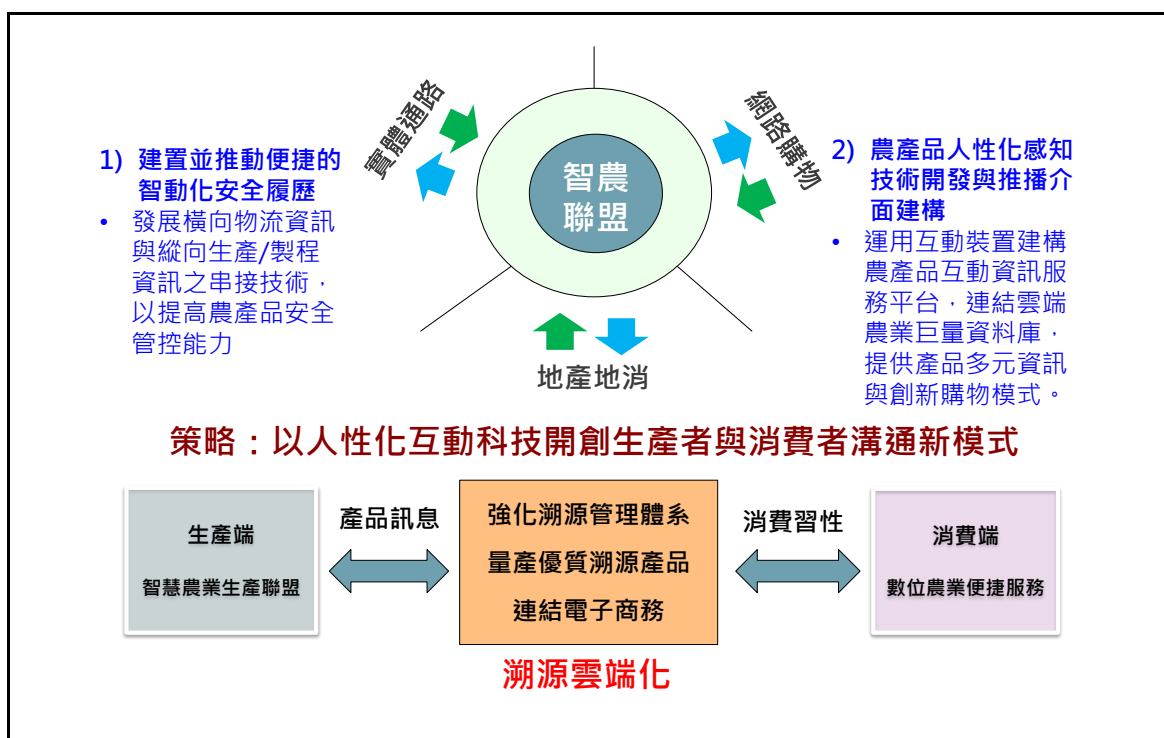 實體通路
網路購物
智農
聯盟
地產地消
1) 建置並推動便捷的
智動化安全履歷
• 發展橫向物流資訊
與縱向生產/製程
資訊之串接技術，
以提高農產品安全
管控能力
2) 農產品人性化感知
技術開發與推播介
面建構
• 運用互動裝置建構
農產品互動資訊服
務平台，連結雲端
農業巨量資料庫，
提供產品多元資訊
與創新購物模式。
策略：以人性化互動科技開創生產者與消費者溝通新模式
生產端
智慧農業生產聯盟
產品訊息
強化溯源管理體系
量產優質溯源產品
連結電子商務
消費習性
消費端
數位農業便捷服務
溯源雲端化